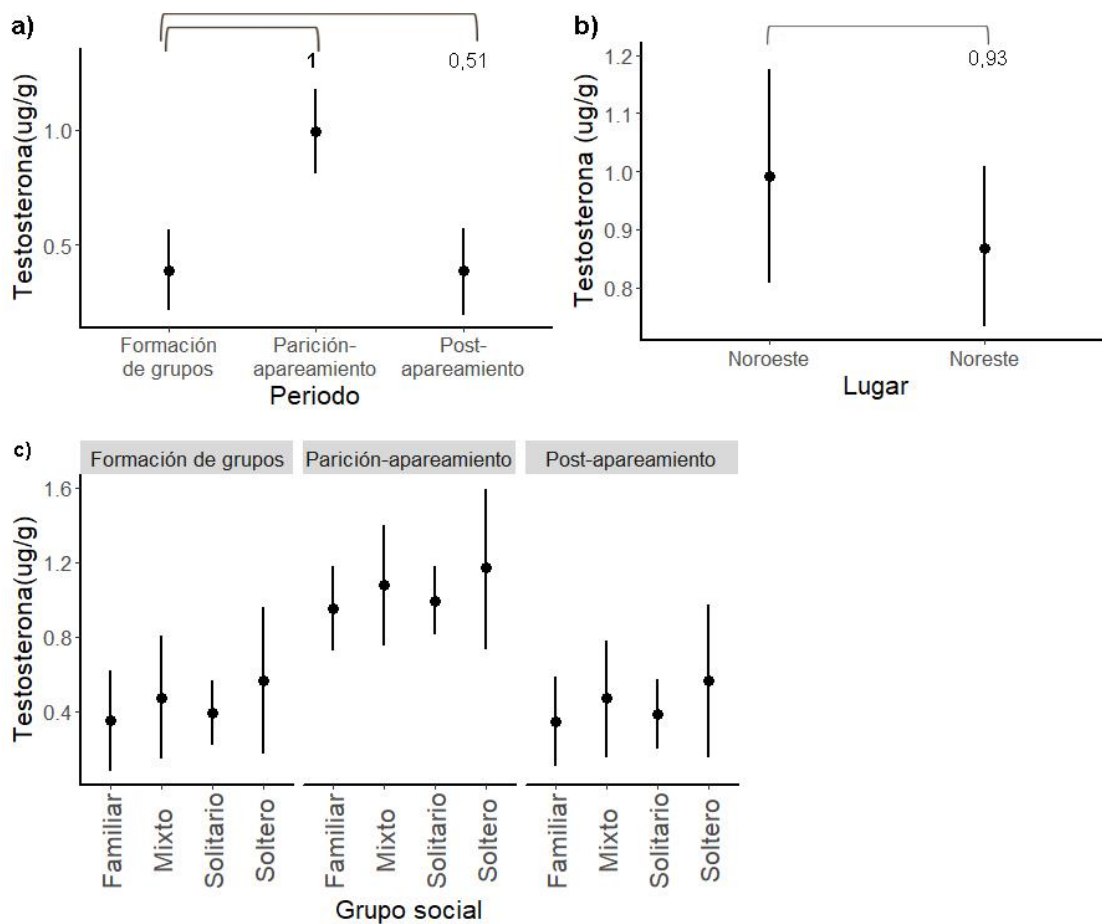 a)
1
0,51
Testosterona(ug/g)
1.0
0.5
Formación
de grupos
Parición-
apareamiento
Post-
apareamiento
Periodo
b)
0,93
Testosterona (ug/g)
1.2
1.1
1.0
0.9
0.8
Noroeste
Noreste
Lugar
c)
Formación de grupos
Parición-apareamiento
Post-apareamiento
Testosterona(ug/g)
1.6
1.2
0.8
0.4
Familiar
Mixto
Solitario
Soltero
Familiar
Mixto
Solitario
Soltero
Familiar
Mixto
Solitario
Soltero
Grupo social